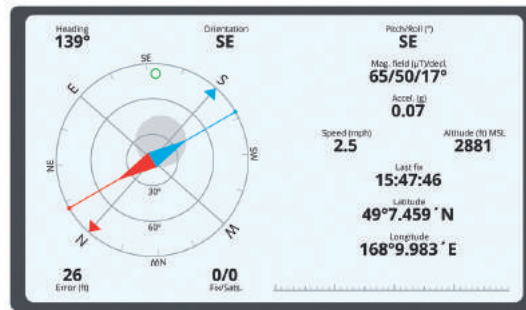 Heading
139°
Orientation
SE
Pitch/Roll (°)
SE
Mag. field (µT)/decl.
65/50/17°
Accel. (g)
0.07
Speed (mph)
2.5
Altitude (ft) MSL
2881
Last fix
15:47:46
Latitude
49°7.459´N
Longitude
168°9.983´E
SE
S
E
SW
NE
30°
60°
N
W
NW
26
Error (ft)
0/0
Fix/Sats.